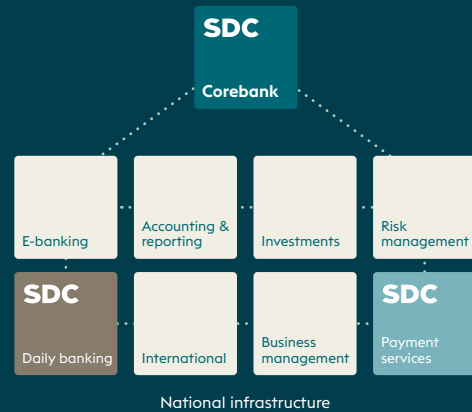 SDC
Corebank
E-banking
Accounting &
reporting
Investments
Risk
management
SDC
Daily banking
International
Business
management
SDC
Payment
services
National infrastructure